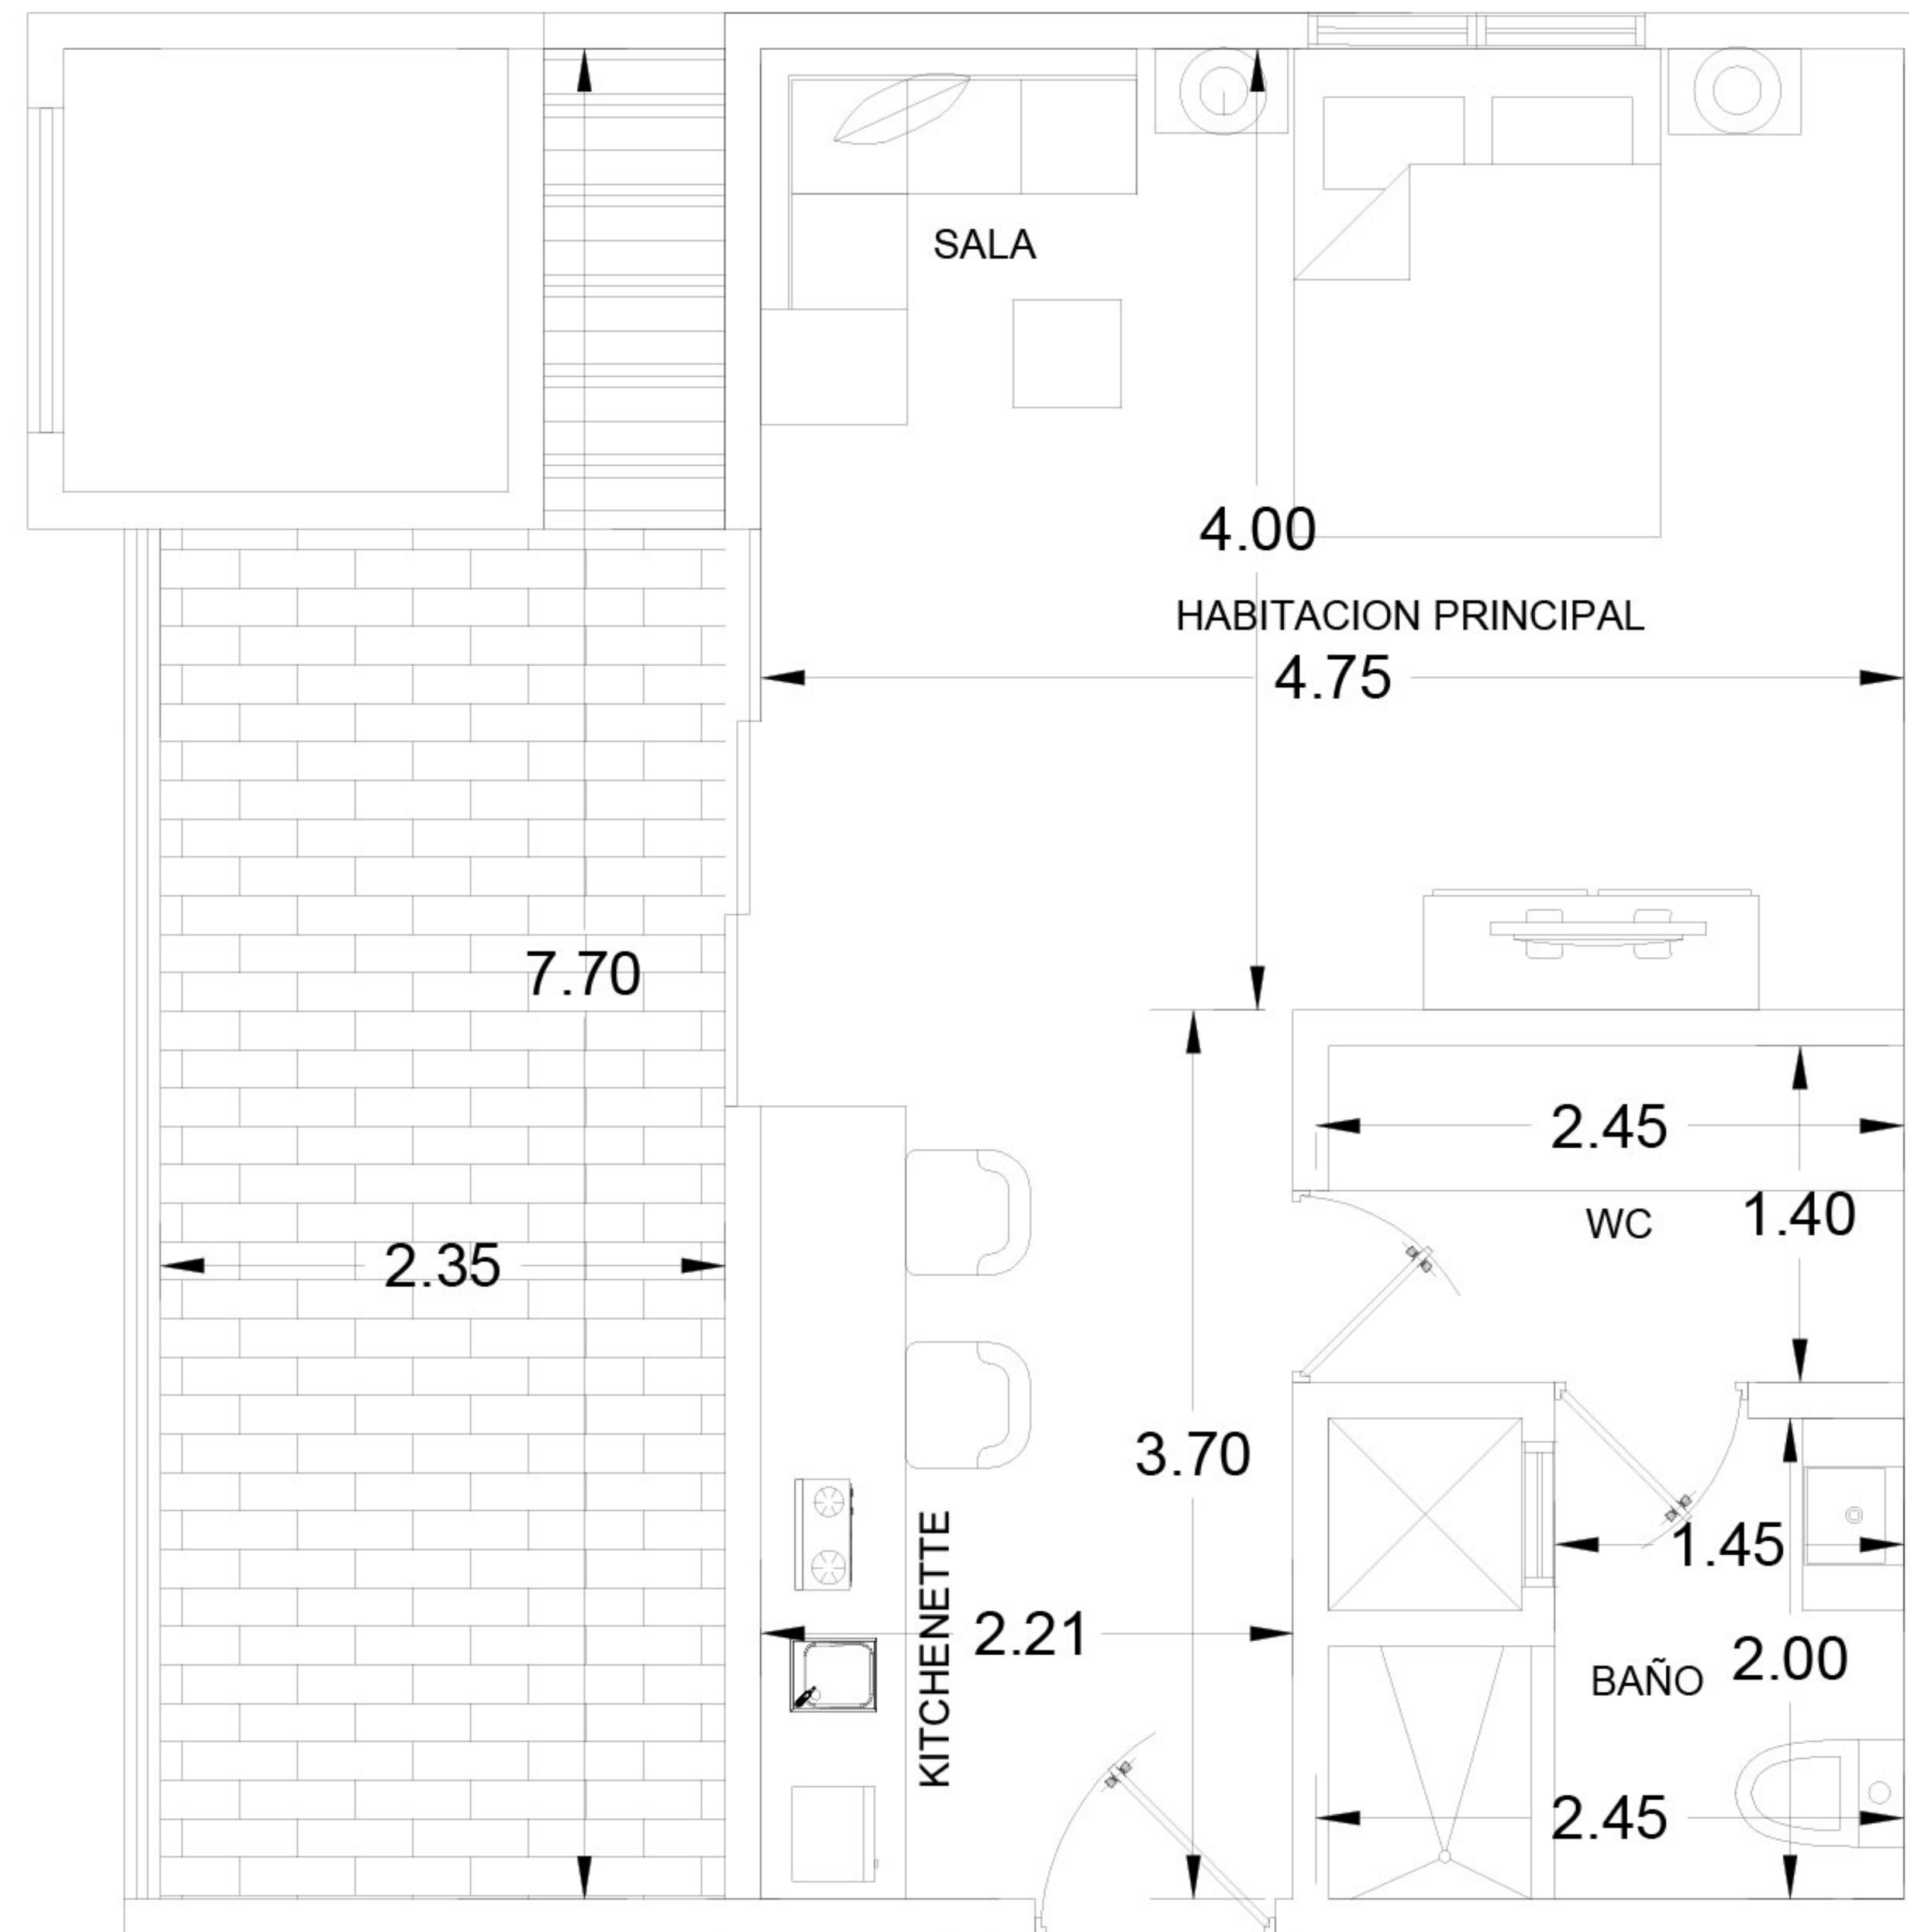 SALA
4.00
HABITACION PRINCIPAL
4.75
7.70
2.45
WC
1.40
2.35
3.70
1.45
KITCHENETTE
2.21
BAÑO
2.00
2.45